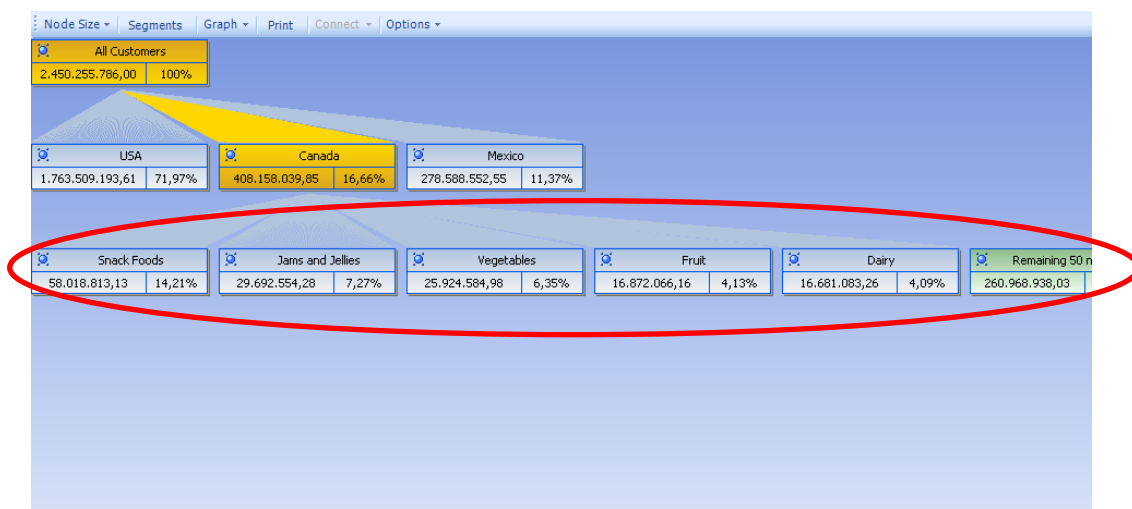 Node Size Segments Graph Print Connect Options
All Customers
2.450.255.786,00 100%
USA Canada Mexico
1.763.509.193,61 71,97% 408.158.039,85 16,66% 278.588.552,55 11,37%
Snack Foods Jams and Jellies Vegetables Fruit Dairy Remaining 50
58.018.813,13 14,21% 29.692.554,28 7,27% 25.924.584,98 6,35% 16.872.066,16 4,13% 16.681.083,26 4,09% 260.968.938,03